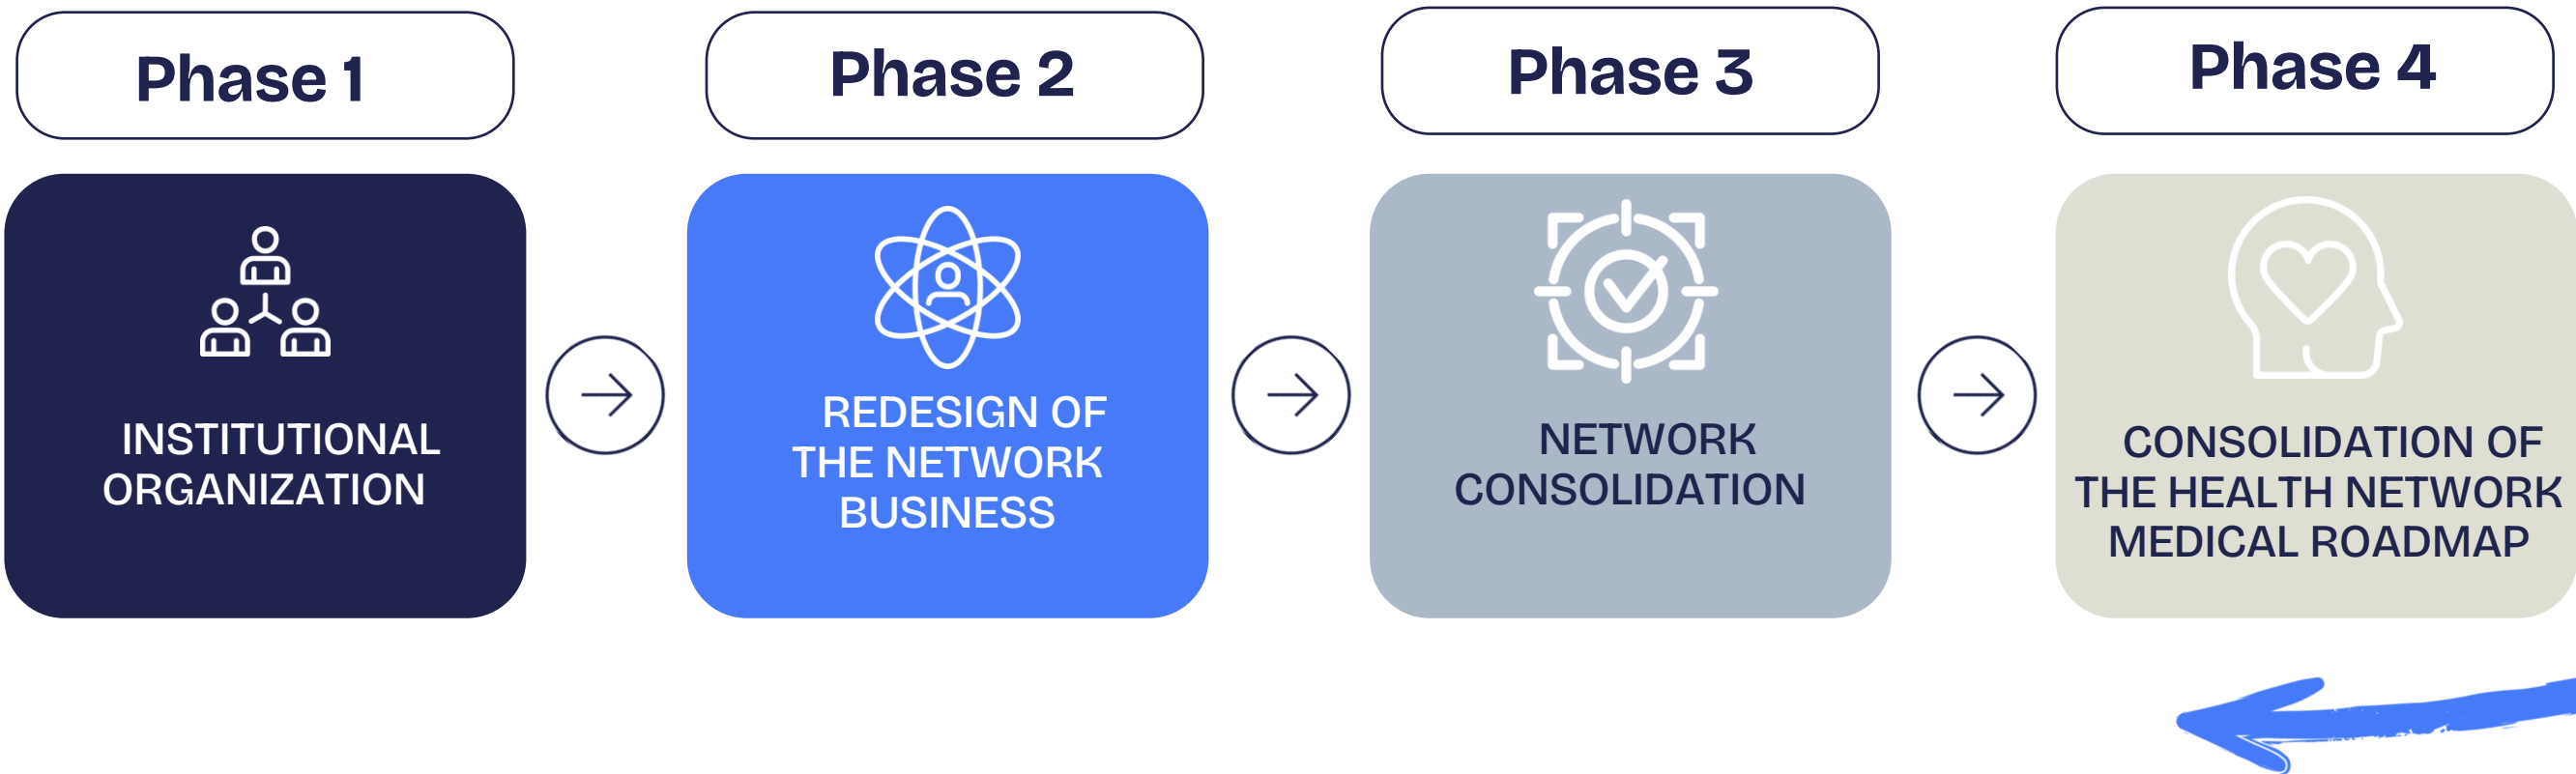 Phase 1
INSTITUTIONAL
ORGANIZATION
Phase 2
REDESIGN OF
THE NETWORK
BUSINESS
Phase 3
NETWORK
CONSOLIDATION
Phase 4
CONSOLIDATION OF
THE HEALTH NETWORK
MEDICAL ROADMAP